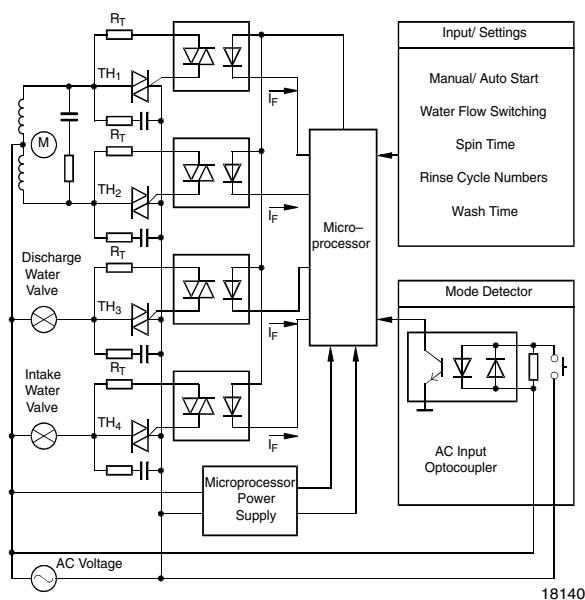 RT
TH1
IF
RT
TH2
IF
RT
TH3
IF
RT
TH4
IF
M
Discharge
Water
Valve
Intake
Water
Valve
Micro–
processor
Input/ Settings
Manual/ Auto Start
Water Flow Switching
Spin Time
Rinse Cycle Numbers
Wash Time
Mode Detector
AC Input
Optocoupler
Microprocessor
Power
Supply
AC Voltage
18140